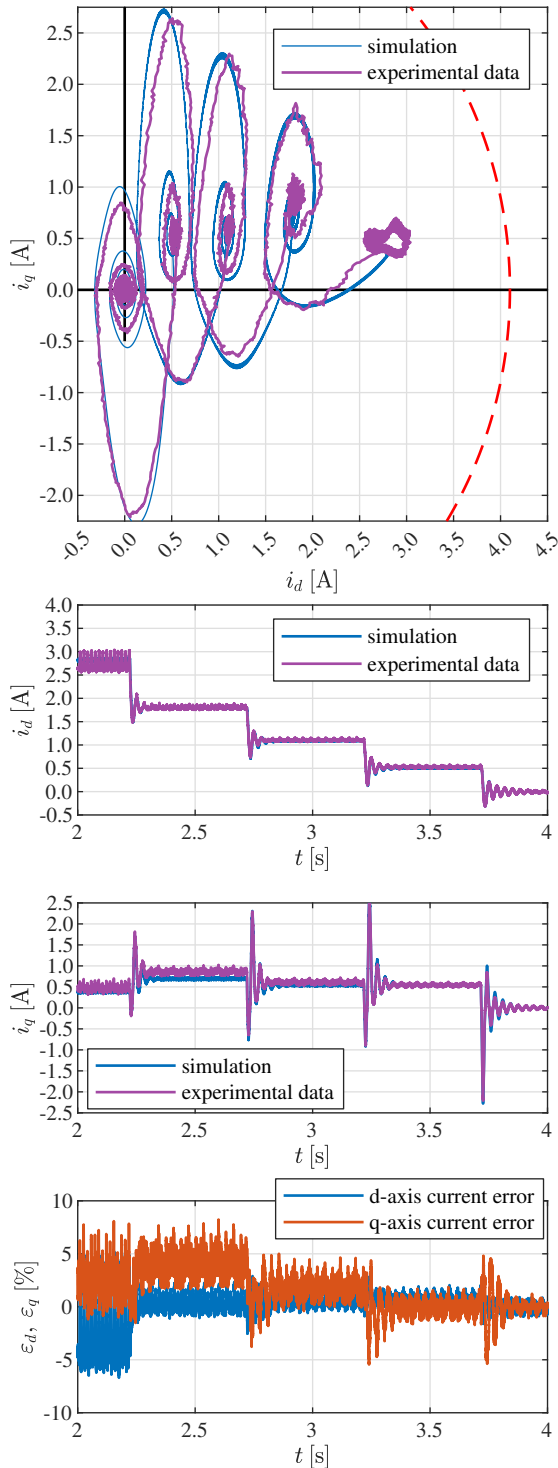 simulation
experimental data
2.5
2.0
1.5
1.0
0.5
0.0
-0.5
-1.0
-1.5
-2.0
i_q [A]
-0.5 0.0 0.5 1.0 1.5 2.0 2.5 3.0 3.5 4.0 4.5
i_d [A]
simulation
experimental data
4.0
3.5
3.0
2.5
2.0
1.5
1.0
0.5
0.0
-0.5
i_d [A]
2 2.5 3 3.5 4
t [s]
2.5
2.0
1.5
1.0
0.5
0.0
-0.5
-1.0
-1.5
-2.0
-2.5
i_q [A]
simulation
experimental data
2 2.5 3 3.5 4
t [s]
d-axis current error
q-axis current error
10
5
0
-5
-10
ε_d, ε_q [%]
2 2.5 3 3.5 4
t [s]